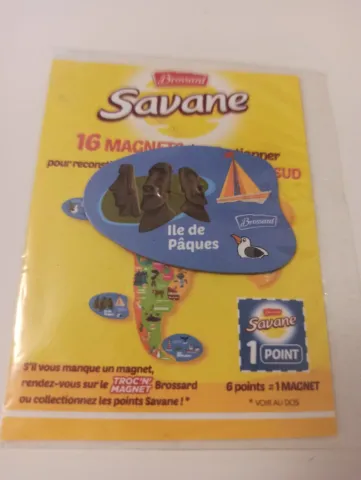 Brossard
Savane
16 MAGNETS
pour reconsti
SUD
Ile de
Pâques
Brossard
Brossard
Savane
1 POINT
S'il vous manque un magnet,
rendez-vous sur le TROC'N' MAGNET Brossard
ou collectionnez les points Savane ! *
6 points = 1 MAGNET
* VOIR AU DOS